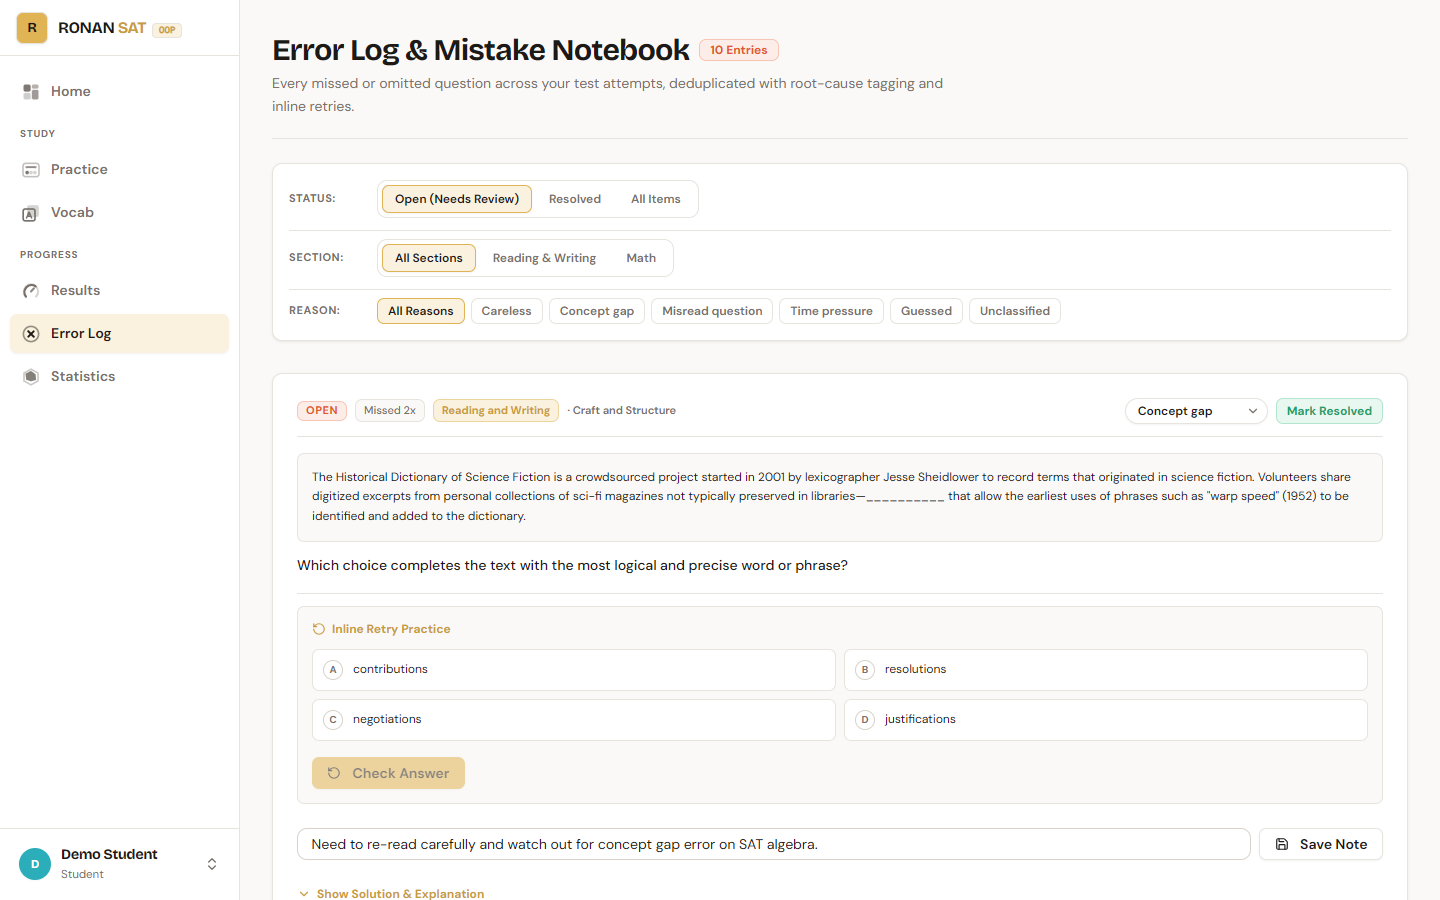 R RONAN SAT OOP
Home
STUDY
Practice
Vocab
PROGRESS
Results
Error Log
Statistics
D Demo Student
Student
Error Log & Mistake Notebook 10 Entries
Every missed or omitted question across your test attempts, deduplicated with root-cause tagging and
inline retries.
STATUS: Open (Needs Review) Resolved All Items
SECTION: All Sections Reading & Writing Math
REASON: All Reasons Careless Concept gap Misread question Time pressure Guessed Unclassified
OPEN Missed 2x Reading and Writing · Craft and Structure Concept gap Mark Resolved
The Historical Dictionary of Science Fiction is a crowdsourced project started in 2001 by lexicographer Jesse Sheidlower to record terms that originated in science fiction. Volunteers share
digitized excerpts from personal collections of sci-fi magazines not typically preserved in libraries—__________ that allow the earliest uses of phrases such as "warp speed" (1952) to be
identified and added to the dictionary.
Which choice completes the text with the most logical and precise word or phrase?
Inline Retry Practice
A contributions B resolutions
C negotiations D justifications
Check Answer
Need to re-read carefully and watch out for concept gap error on SAT algebra. Save Note
Show Solution & Explanation